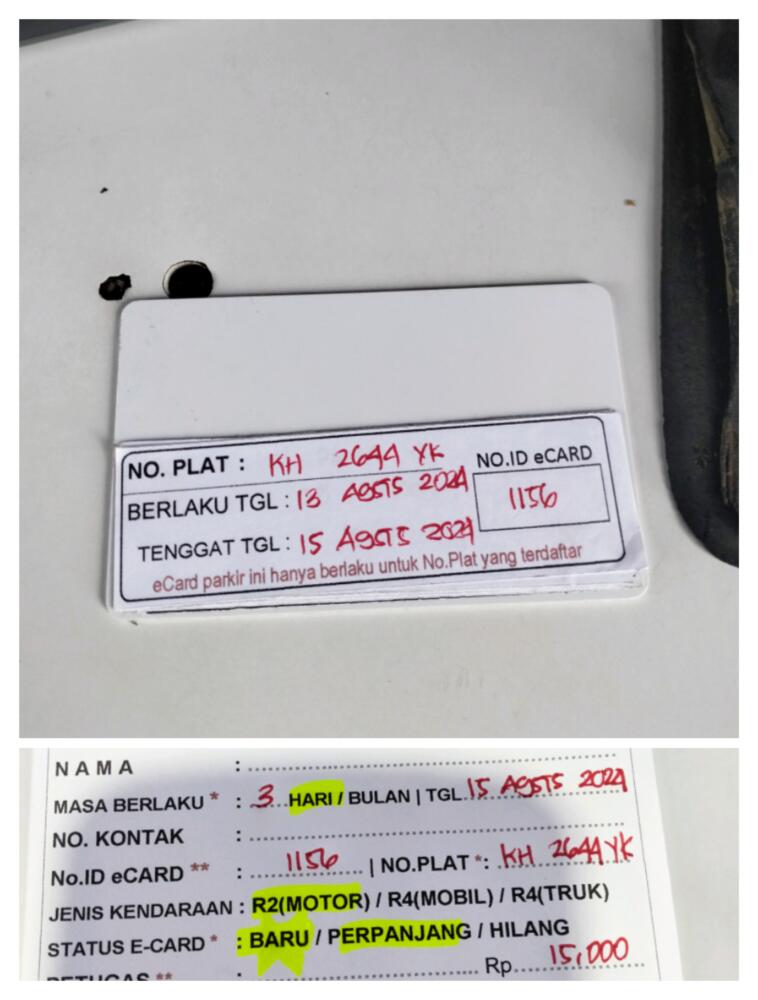 NO. PLAT : KH 2644 YK
NO.ID eCARD
BERLAKU TGL : 13 AGSTS 2024
1156
TENGGAT TGL : 15 AGSTS 2024
eCard parkir ini hanya berlaku untuk No.Plat yang terdaftar
NAMA :
MASA BERLAKU * : 3 HARI / BULAN | TGL 15 AGSTS 2024
NO. KONTAK :
No.ID eCARD ** : 1156 | NO.PLAT *: KH 2644 YK
JENIS KENDARAAN : R2(MOTOR) / R4(MOBIL) / R4(TRUK)
STATUS E-CARD * : BARU / PERPANJANG / HILANG
PETUGAS ** : Rp. 15,000